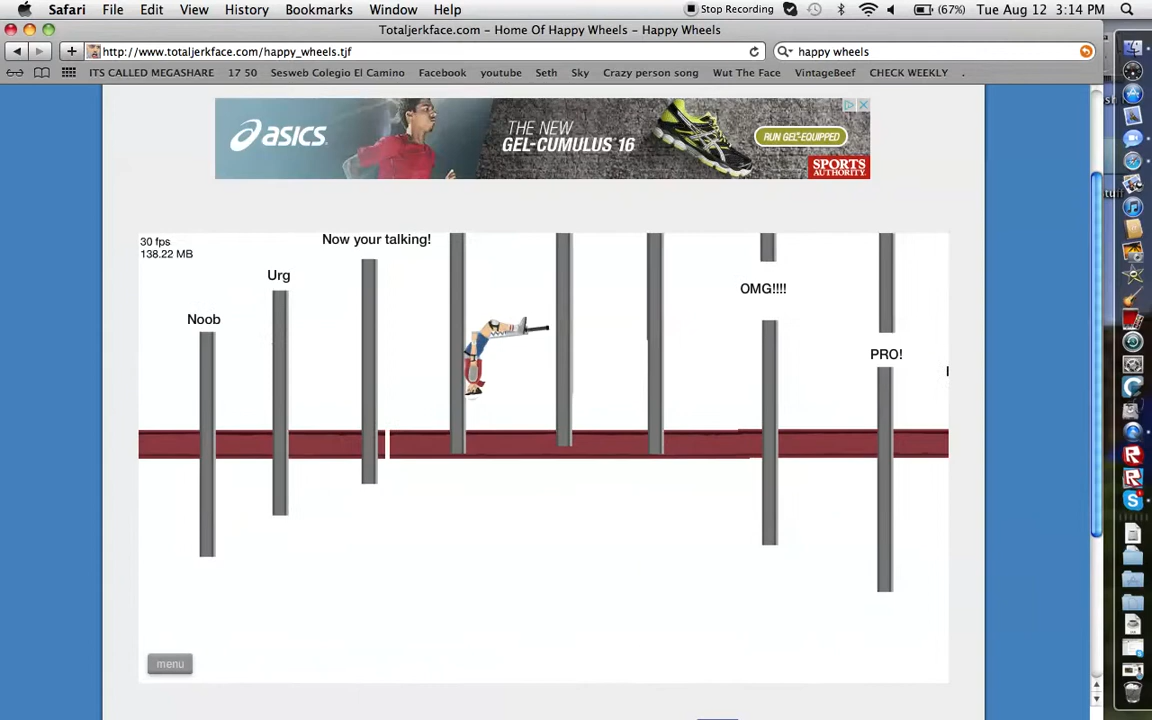 Safari File Edit View History Bookmarks Window Help Stop Recording (67%) Tue Aug 12 3:14 PM
Totaljerkface.com – Home Of Happy Wheels – Happy Wheels
http://www.totaljerkface.com/happy_wheels.tjf happy wheels
ITS CALLED MEGASHARE 17 50 Sesweb Colegio El Camino Facebook youtube Seth Sky Crazy person song Wut The Face VintageBeef CHECK WEEKLY .
asics THE NEW GEL-CUMULUS 16 RUN GEL-EQUIPPED
SPORTS AUTHORITY
30 fps
138.22 MB
Now your talking!
Urg
OMG!!!!
Noob
PRO!
menu